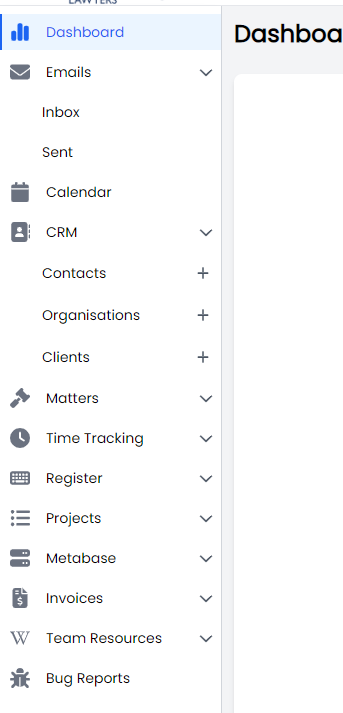 LAWYERS
Dashboard
Dashboa
Emails
Inbox
Sent
Calendar
CRM
Contacts
Organisations
Clients
Matters
Time Tracking
Register
Projects
Metabase
Invoices
Team Resources
Bug Reports